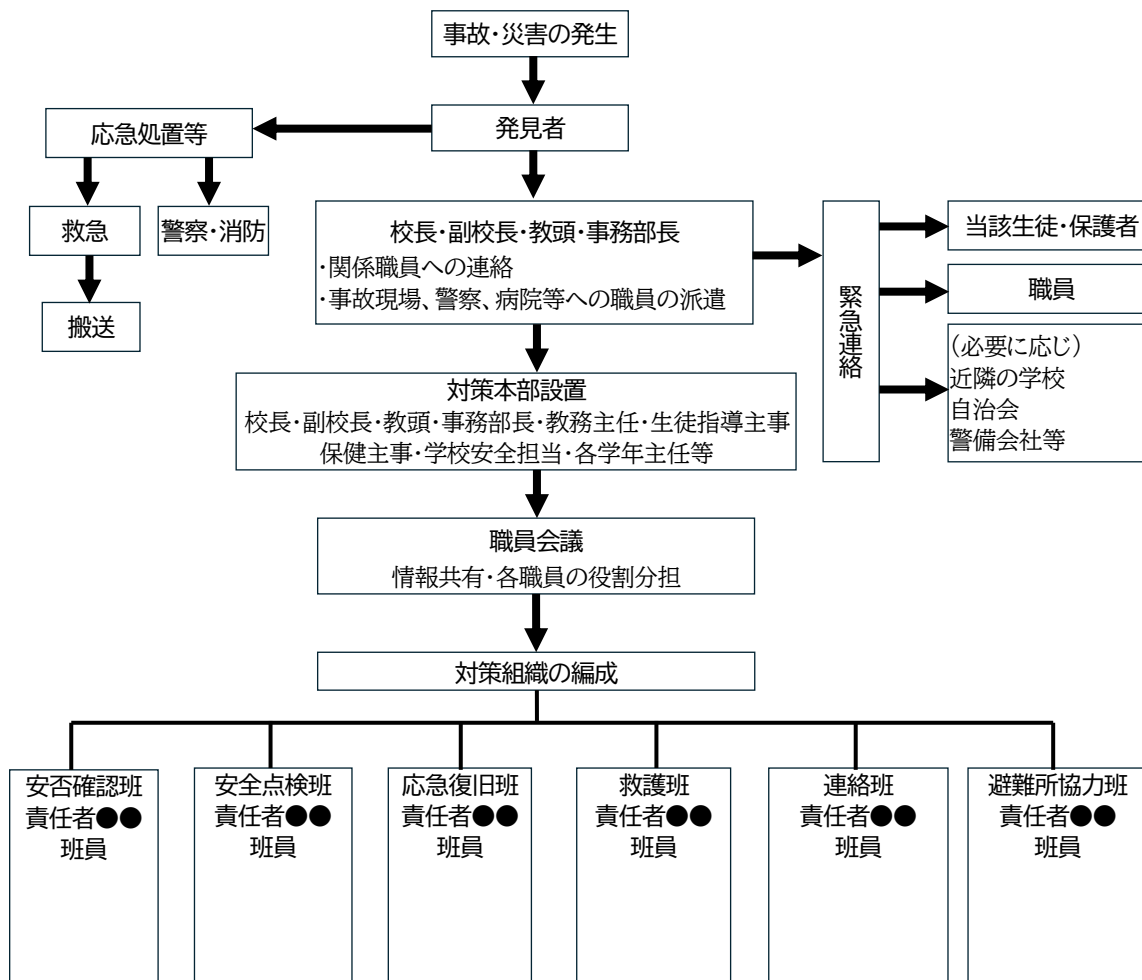 事故・災害の発生
発見者
応急処置等
救急
警察・消防
搬送
校長・副校長・教頭・事務部長
・関係職員への連絡
・事故現場、警察、病院等への職員の派遣
緊急連絡
当該生徒・保護者
職員
（必要に応じ）
近隣の学校
自治会
警備会社等
対策本部設置
校長・副校長・教頭・事務部長・教務主任・生徒指導主事
保健主事・学校安全担当・各学年主任等
職員会議
情報共有・各職員の役割分担
対策組織の編成
安否確認班
責任者●●
班員
安全点検班
責任者●●
班員
応急復旧班
責任者●●
班員
救護班
責任者●●
班員
連絡班
責任者●●
班員
避難所協力班
責任者●●
班員